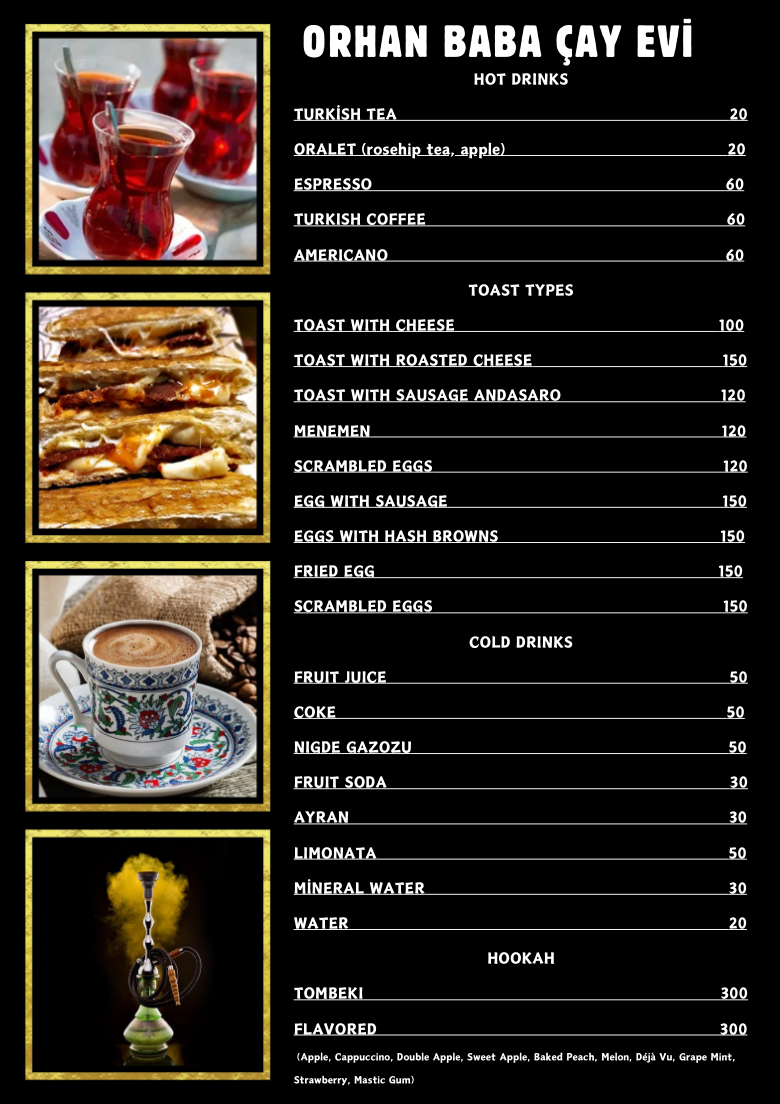 ORHAN BABA ÇAY EVİ
HOT DRINKS
TURKİSH TEA 20
ORALET (rosehip tea, apple) 20
ESPRESSO 60
TURKISH COFFEE 60
AMERICANO 60
TOAST TYPES
TOAST WITH CHEESE 100
TOAST WITH ROASTED CHEESE 150
TOAST WITH SAUSAGE ANDASARO 120
MENEMEN 120
SCRAMBLED EGGS 120
EGG WITH SAUSAGE 150
EGGS WITH HASH BROWNS 150
FRIED EGG 150
SCRAMBLED EGGS 150
COLD DRINKS
FRUIT JUICE 50
COKE 50
NIGDE GAZOZU 50
FRUIT SODA 30
AYRAN 30
LIMONATA 50
MİNERAL WATER 30
WATER 20
HOOKAH
TOMBEKI 300
FLAVORED 300
(Apple, Cappuccino, Double Apple, Sweet Apple, Baked Peach, Melon, Déjà Vu, Grape Mint,
Strawberry, Mastic Gum)